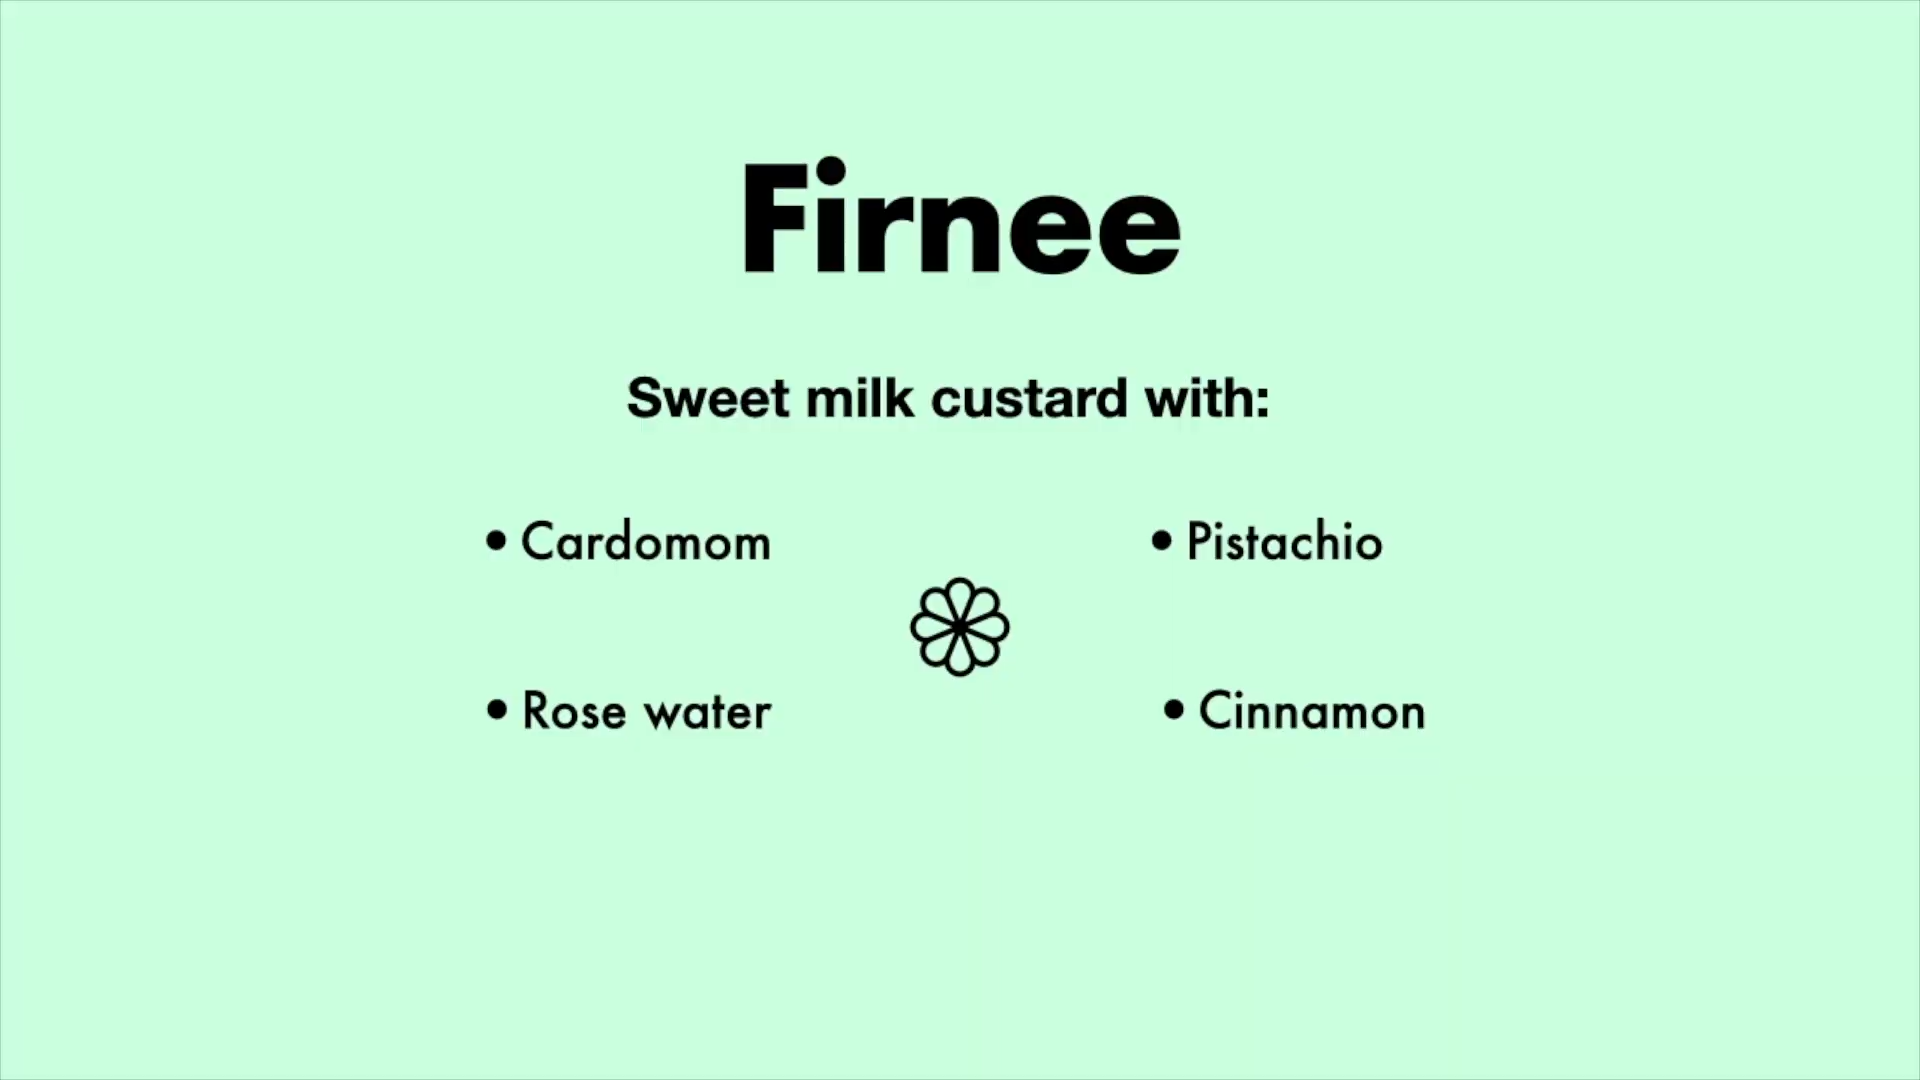 Firnee
Sweet milk custard with:
• Cardomom
• Pistachio
• Rose water
• Cinnamon